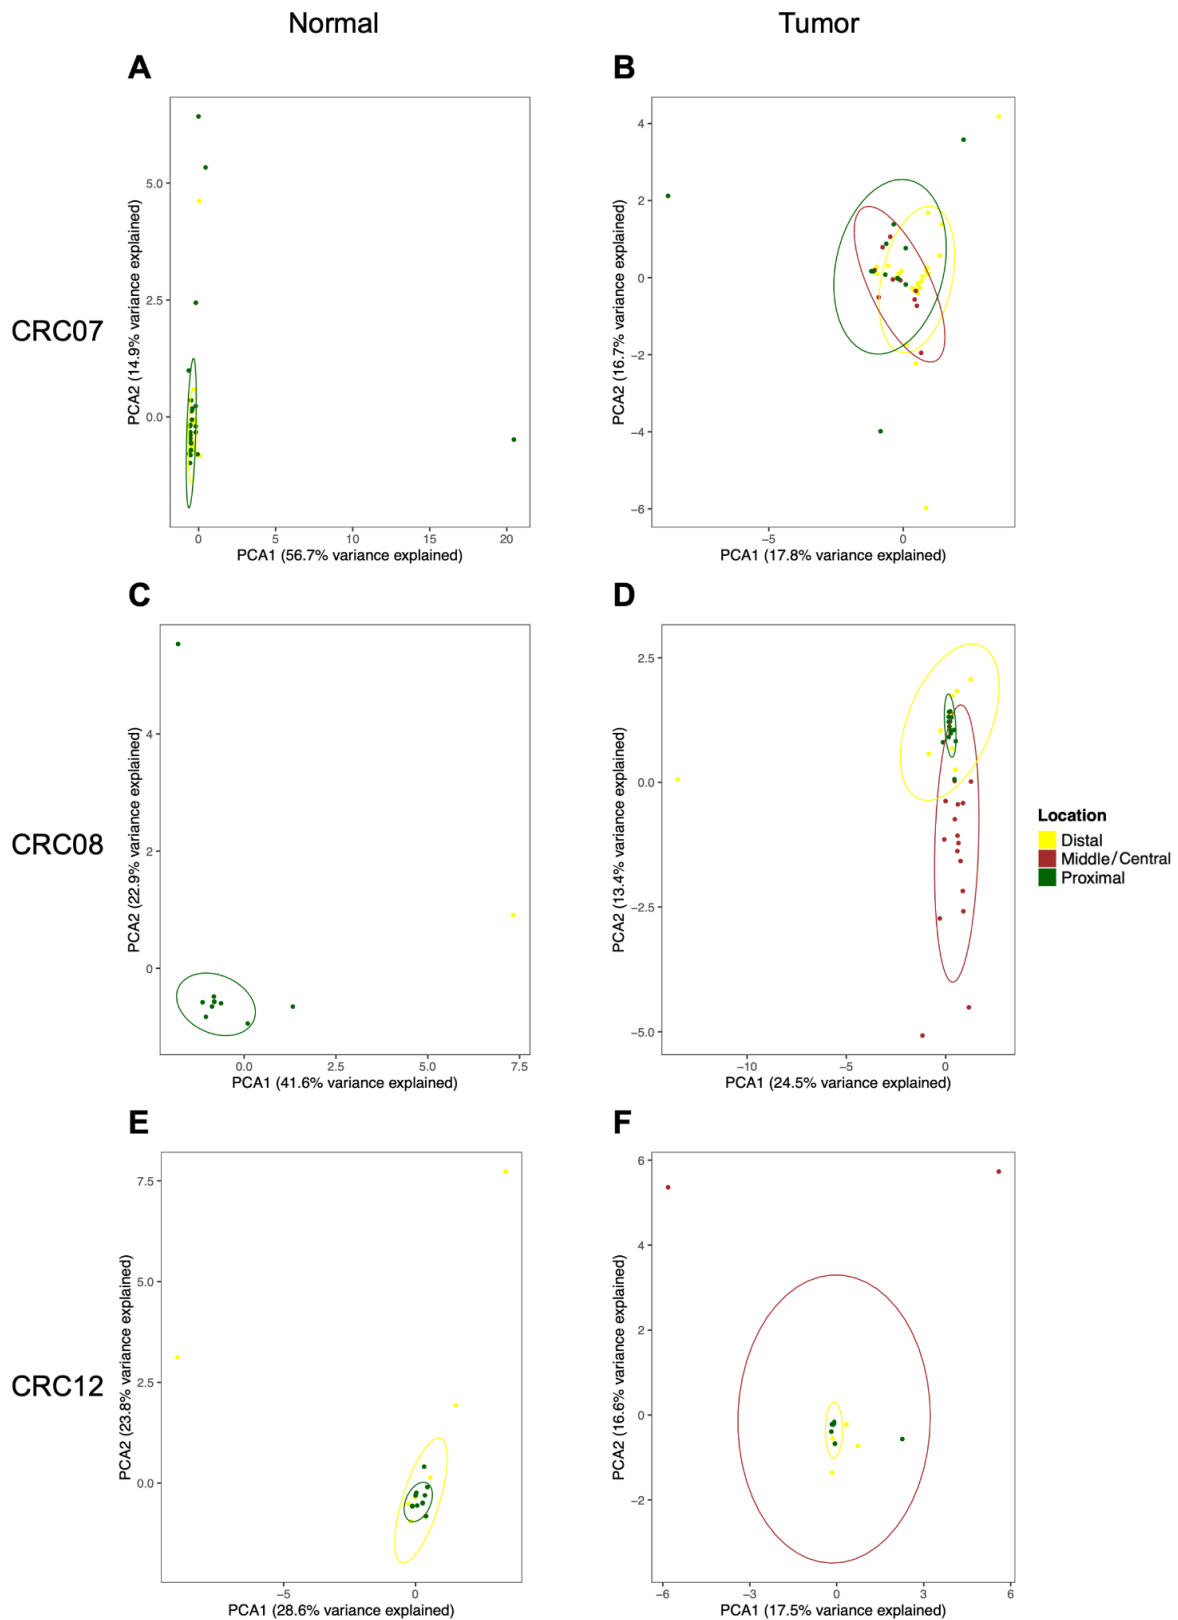 Normal
Tumor
A
B
CRC07
PCA2 (14.9% variance explained)
5.0
2.5
0.0
0
5
10
15
20
PCA1 (56.7% variance explained)
PCA2 (16.7% variance explained)
4
2
0
−2
−4
−6
−5
0
PCA1 (17.8% variance explained)
C
D
CRC08
PCA2 (22.9% variance explained)
4
2
0
0.0
2.5
5.0
7.5
PCA1 (41.6% variance explained)
PCA2 (13.4% variance explained)
2.5
0.0
−2.5
−5.0
−10
−5
0
PCA1 (24.5% variance explained)
Location
Distal
Middle/Central
Proximal
E
F
CRC12
PCA2 (23.8% variance explained)
7.5
5.0
2.5
0.0
−5
0
PCA1 (28.6% variance explained)
PCA2 (16.6% variance explained)
6
4
2
0
−2
−6
−3
0
3
6
PCA1 (17.5% variance explained)